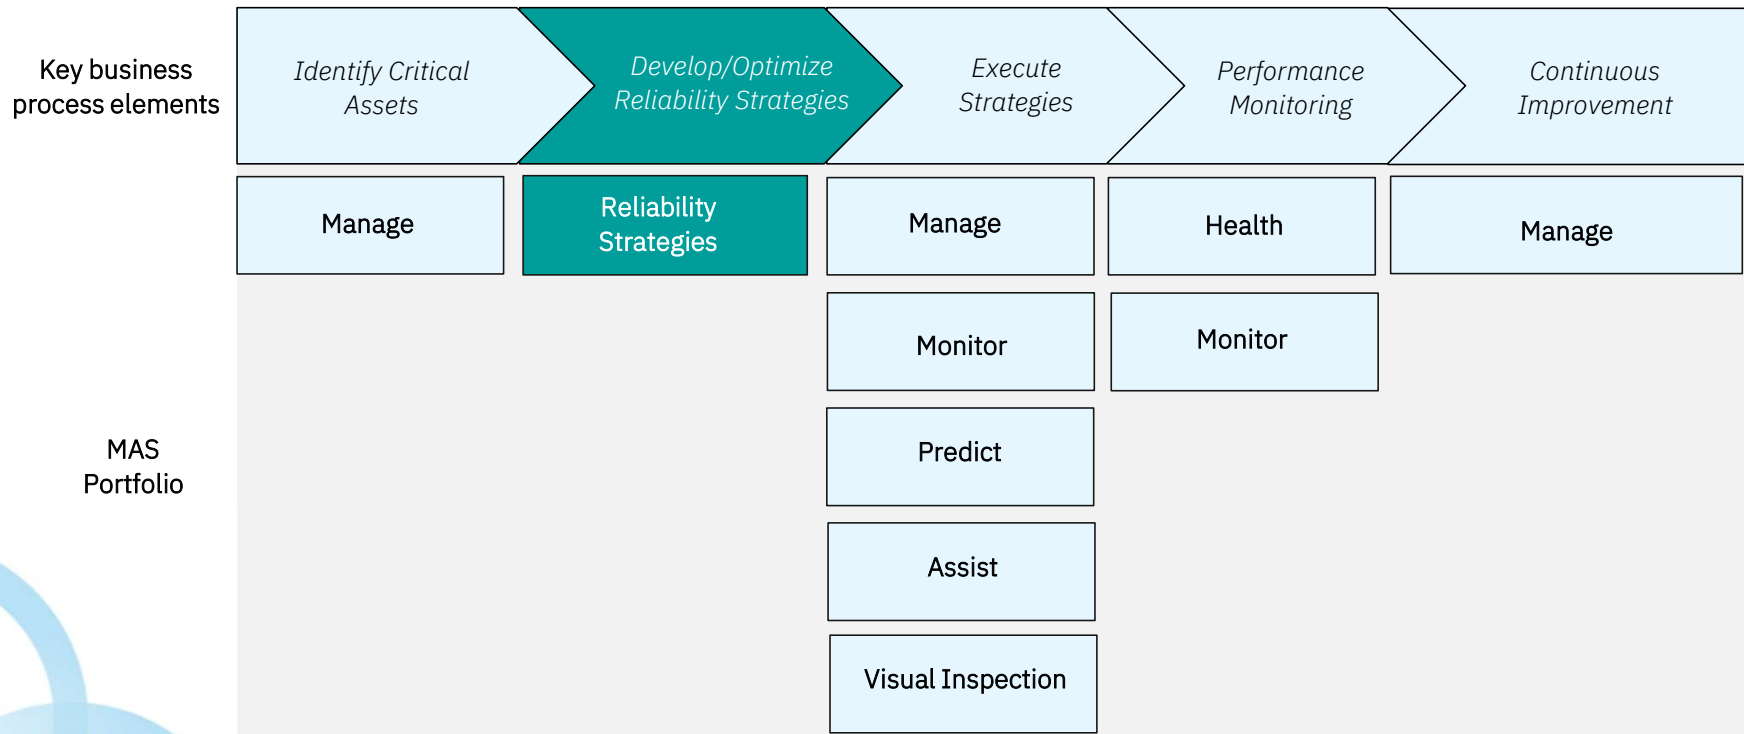 Key business
process elements
Identify Critical
Assets
Develop/Optimize
Reliability Strategies
Execute
Strategies
Performance
Monitoring
Continuous
Improvement
MAS
Portfolio
Manage
Reliability
Strategies
Manage
Health
Manage
Monitor
Monitor
Predict
Assist
Visual Inspection